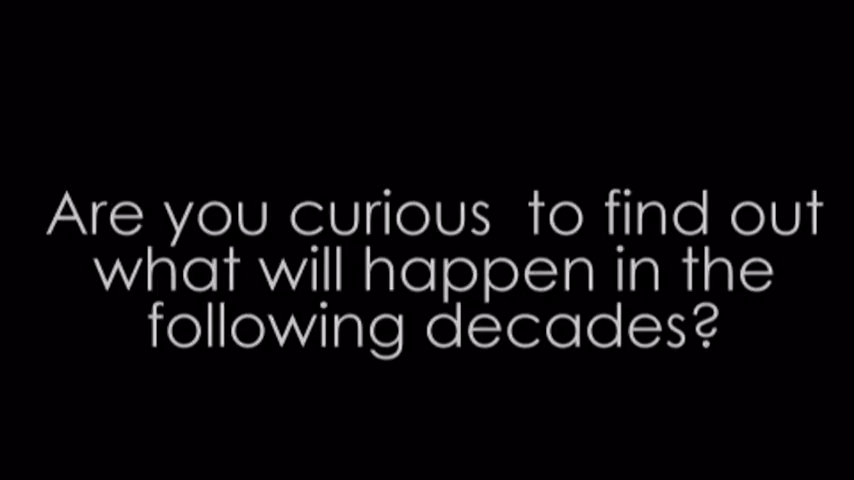 Are you curious  to find out
what will happen in the
following decades?